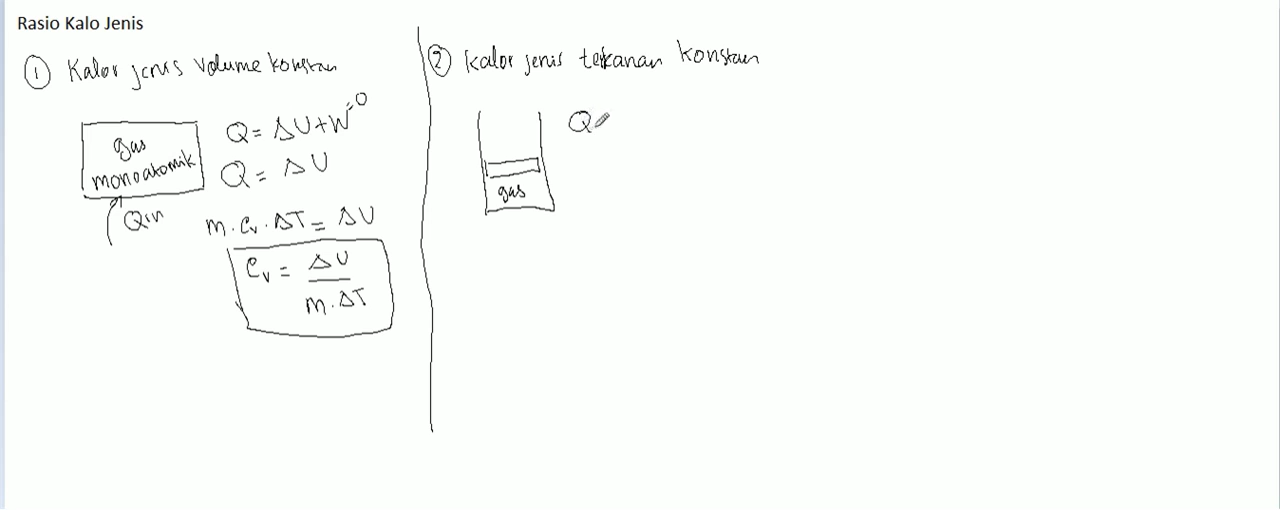 Rasio Kalo Jenis
① Kalor jenis Volume konstan
gas
monoatomik
Qin
Q = ΔU + W = 0
Q = ΔU
m . Cv . ΔT = ΔU
Cv = ΔU / m . ΔT
② Kalor jenis tekanan konstan
gas
Q